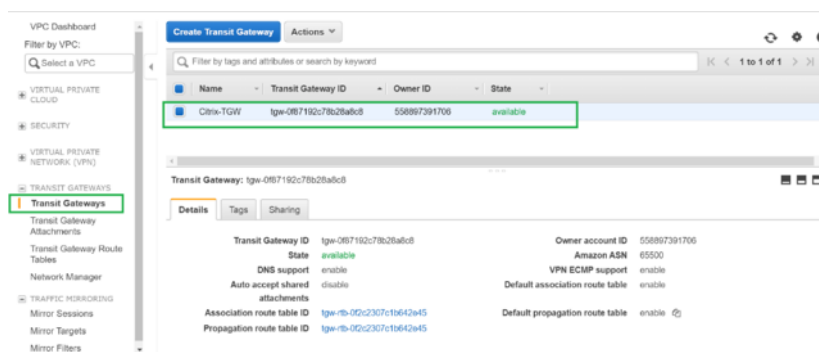 VPC Dashboard
Filter by VPC:
Select a VPC
VIRTUAL PRIVATE
CLOUD
SECURITY
VIRTUAL PRIVATE
NETWORK (VPN)
TRANSIT GATEWAYS
Transit Gateways
Transit Gateway
Attachments
Transit Gateway Route
Tables
Network Manager
TRAFFIC MIRRORING
Mirror Sessions
Mirror Targets
Mirror Filters
Create Transit Gateway Actions
Filter by tags and attributes or search by keyword
1 to 1 of 1
Name Transit Gateway ID Owner ID State
Citrix-TGW tgw-0f87192c78b28a8c8 558897391706 available
Transit Gateway: tgw-0f87192c78b28a8c8
Details Tags Sharing
Transit Gateway ID tgw-0f87192c78b28a8c8 Owner account ID 558897391706
State available Amazon ASN 65500
DNS support enable VPN ECMP support enable
Auto accept shared attachments disable Default association route table enable
Association route table ID tgw-rtb-0f2c2307c1b642e45 Default propagation route table enable
Propagation route table ID tgw-rtb-0f2c2307c1b642e45